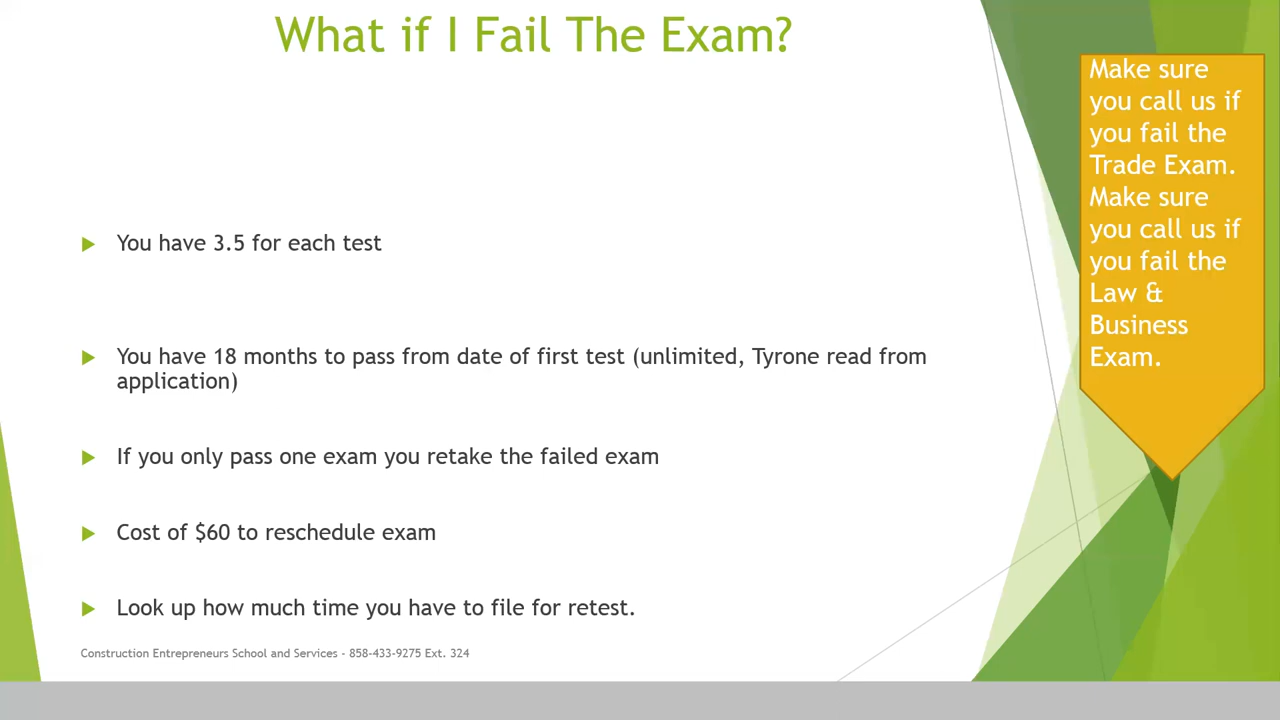 What if I Fail The Exam?
You have 3.5 for each test
You have 18 months to pass from date of first test (unlimited, Tyrone read from
application)
If you only pass one exam you retake the failed exam
Cost of $60 to reschedule exam
Look up how much time you have to file for retest.
Construction Entrepreneurs School and Services - 858-433-9275 Ext. 324
Make sure
you call us if
you fail the
Trade Exam.
Make sure
you call us if
you fail the
Law &
Business
Exam.